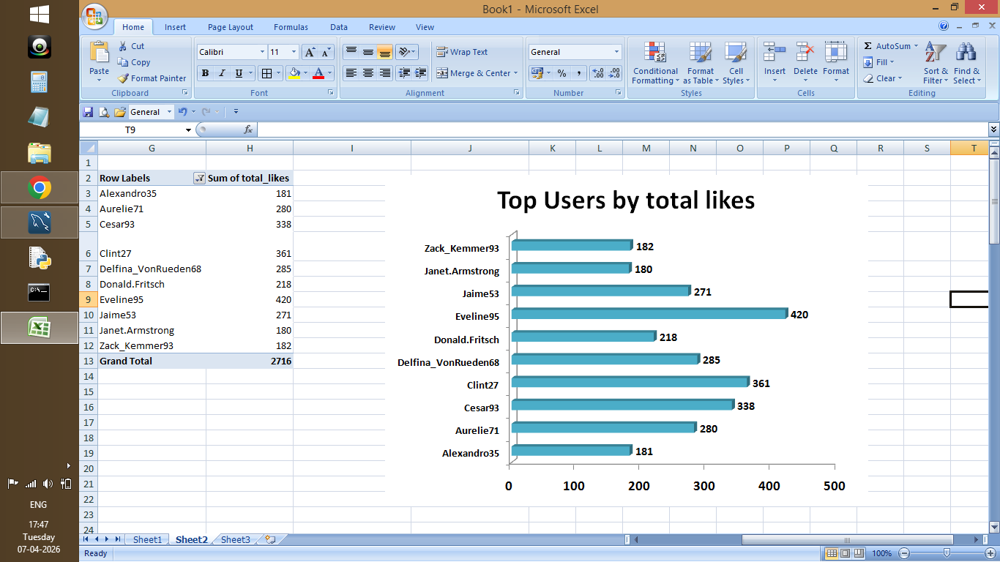 Book1 - Microsoft Excel
Home Insert Page Layout Formulas Data Review View
Paste
Cut
Copy
Format Painter
Clipboard
Calibri 11
B I U
Font
Wrap Text
Merge & Center
Alignment
General
% ,
Number
Conditional Formatting
Format as Table
Cell Styles
Styles
Insert Delete Format
Cells
Σ AutoSum
Fill
Clear
Sort & Filter
Find & Select
Editing
General
T9
fx
G H I J K L M N O P Q R S T
1
2 Row Labels Sum of total_likes
3 Alexandro35 181
4 Aurelie71 280
5 Cesar93 338
6 Clint27 361
7 Delfina_VonRueden68 285
8 Donald.Fritsch 218
9 Eveline95 420
10 Jaime53 271
11 Janet.Armstrong 180
12 Zack_Kemmer93 182
13 Grand Total 2716
14
15
16
17
18
19
20
21
22
23
24
Top Users by total likes
Zack_Kemmer93 182
Janet.Armstrong 180
Jaime53 271
Eveline95 420
Donald.Fritsch 218
Delfina_VonRueden68 285
Clint27 361
Cesar93 338
Aurelie71 280
Alexandro35 181
0 100 200 300 400 500
Sheet1 Sheet2 Sheet3
Ready
100%
C:\
ENG
17:47
Tuesday
07-04-2026